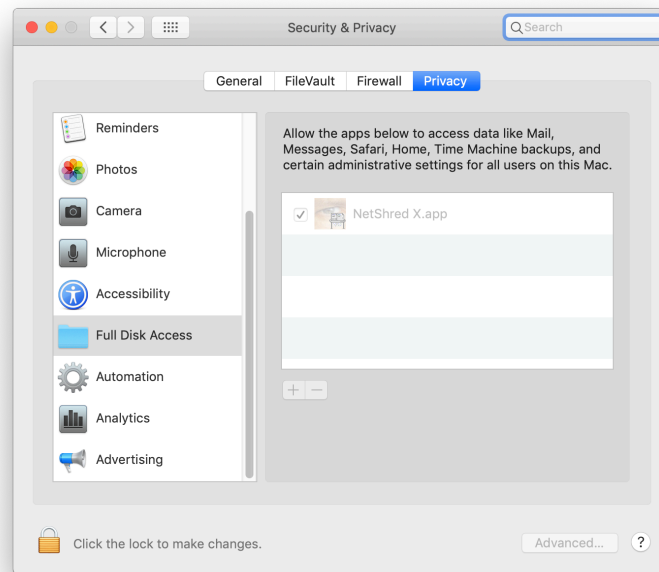 Security & Privacy
Search
General
FileVault
Firewall
Privacy
Reminders
Photos
Camera
Microphone
Accessibility
Full Disk Access
Automation
Analytics
Advertising
Allow the apps below to access data like Mail,
Messages, Safari, Home, Time Machine backups, and
certain administrative settings for all users on this Mac.
NetShred X.app
+ −
Click the lock to make changes.
Advanced...
?